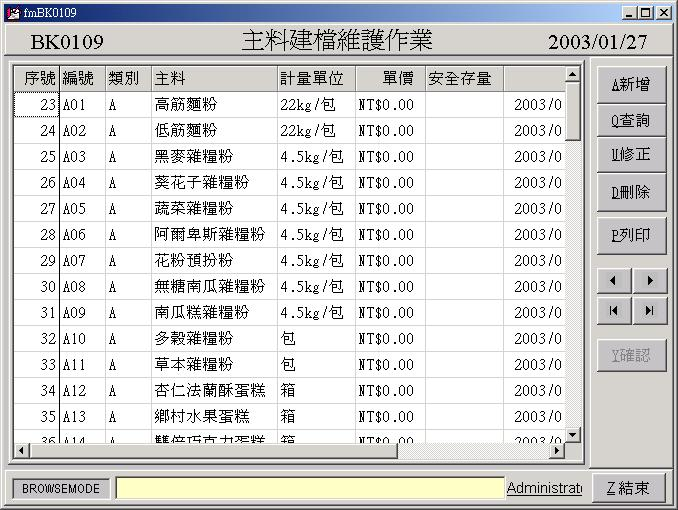 fmBK0109
BK0109 主料建檔維護作業 2003/01/27
序號 編號 類別 主料 計量單位 單價 安全存量
23 A01 A 高筋麵粉 22kg/包 NT$0.00 2003/0
24 A02 A 低筋麵粉 22kg/包 NT$0.00 2003/0
25 A03 A 黑麥雜糧粉 4.5kg/包 NT$0.00 2003/0
26 A04 A 葵花子雜糧粉 4.5kg/包 NT$0.00 2003/0
27 A05 A 蔬菜雜糧粉 4.5kg/包 NT$0.00 2003/0
28 A06 A 阿爾卑斯雜糧粉 4.5kg/包 NT$0.00 2003/0
29 A07 A 花粉預扮粉 4.5kg/包 NT$0.00 2003/0
30 A08 A 無糖南瓜雜糧粉 4.5kg/包 NT$0.00 2003/0
31 A09 A 南瓜糕雜糧粉 4.5kg/包 NT$0.00 2003/0
32 A10 A 多穀雜糧粉 包 NT$0.00 2003/0
33 A11 A 草本雜糧粉 包 NT$0.00 2003/0
34 A12 A 杏仁法蘭酥蛋糕 箱 NT$0.00 2003/0
35 A13 A 鄉村水果蛋糕 箱 NT$0.00 2003/0
36 A14 A 雙倍巧克力蛋糕 箱 NT$0.00 2003/0
A新增
Q查詢
U修正
D刪除
P列印
Y確認
BROWSEMODE Administrato Z結束